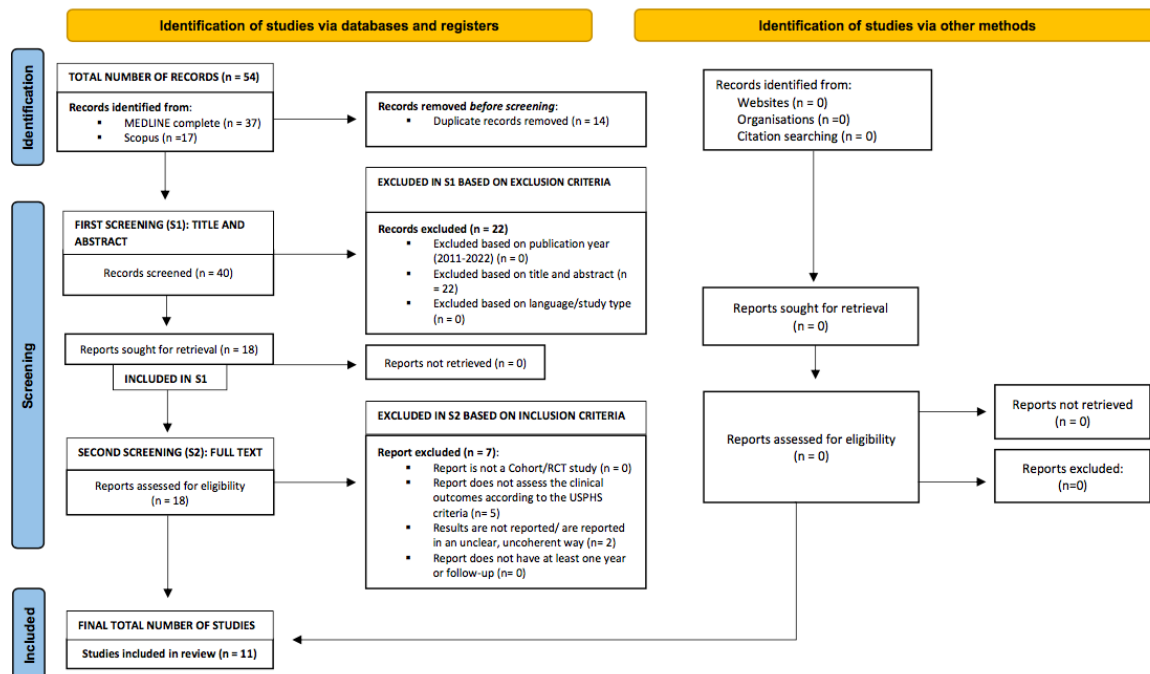 Identification of studies via databases and registers
Identification of studies via other methods
Identification
TOTAL NUMBER OF RECORDS (n = 54)
Records identified from:
▪ MEDLINE complete (n = 37)
▪ Scopus (n =17)
Records removed before screening:
▪ Duplicate records removed (n = 14)
Records identified from:
Websites (n = 0)
Organisations (n =0)
Citation searching (n = 0)
Screening
FIRST SCREENING (S1): TITLE AND
ABSTRACT
Records screened (n = 40)
EXCLUDED IN S1 BASED ON EXCLUSION CRITERIA
Records excluded (n = 22)
▪ Excluded based on publication year
(2011-2022) (n = 0)
▪ Excluded based on title and abstract (n
= 22)
▪ Excluded based on language/study type
(n = 0)
Reports sought for retrieval (n = 18)
INCLUDED IN S1
Reports not retrieved (n = 0)
Reports sought for retrieval
(n = 0)
SECOND SCREENING (S2): FULL TEXT
Reports assessed for eligibility
(n = 18)
EXCLUDED IN S2 BASED ON INCLUSION CRITERIA
Report excluded (n = 7):
▪ Report is not a Cohort/RCT study (n = 0)
▪ Report does not assess the clinical
outcomes according to the USPHS
criteria (n= 5)
▪ Results are not reported/ are reported
in an unclear, uncoherent way (n= 2)
▪ Report does not have at least one year
or follow-up (n= 0)
Reports assessed for eligibility
(n = 0)
Reports not retrieved
(n = 0)
Reports excluded:
(n=0)
Included
FINAL TOTAL NUMBER OF STUDIES
Studies included in review (n = 11)